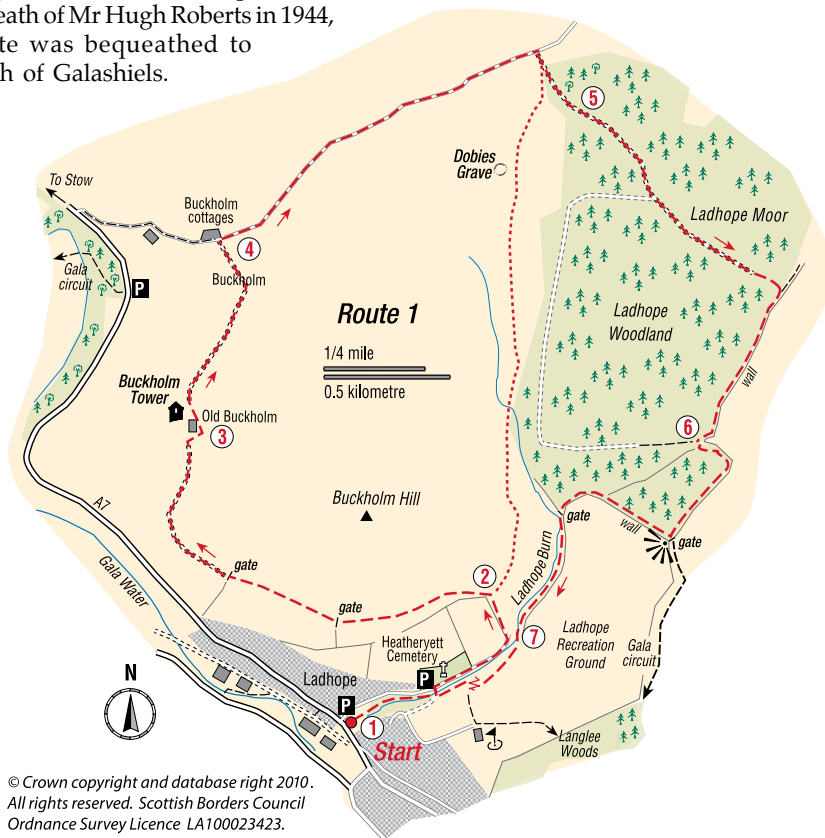 eath of Mr Hugh Roberts in 1944,
te was bequeathed to
h of Galashiels.
5
Dobies
Grave
To Stow
Buckholm
cottages
Ladhope Moor
4
Gala
circuit
P
Buckholm
Route 1
Ladhope
Woodland
1/4 mile
0.5 kilometre
wall
Buckholm
Tower
Old Buckholm
3
6
A7
Buckholm Hill
gate
wall
gate
Gala Water
gate
2
Ladhope Burn
gate
7
Heatheryett
Cemetery
Ladhope
Recreation
Ground
Gala
circuit
N
Ladhope
P
P
1
Start
Langlee
Woods
© Crown copyright and database right 2010.
All rights reserved. Scottish Borders Council
Ordnance Survey Licence LA100023423.